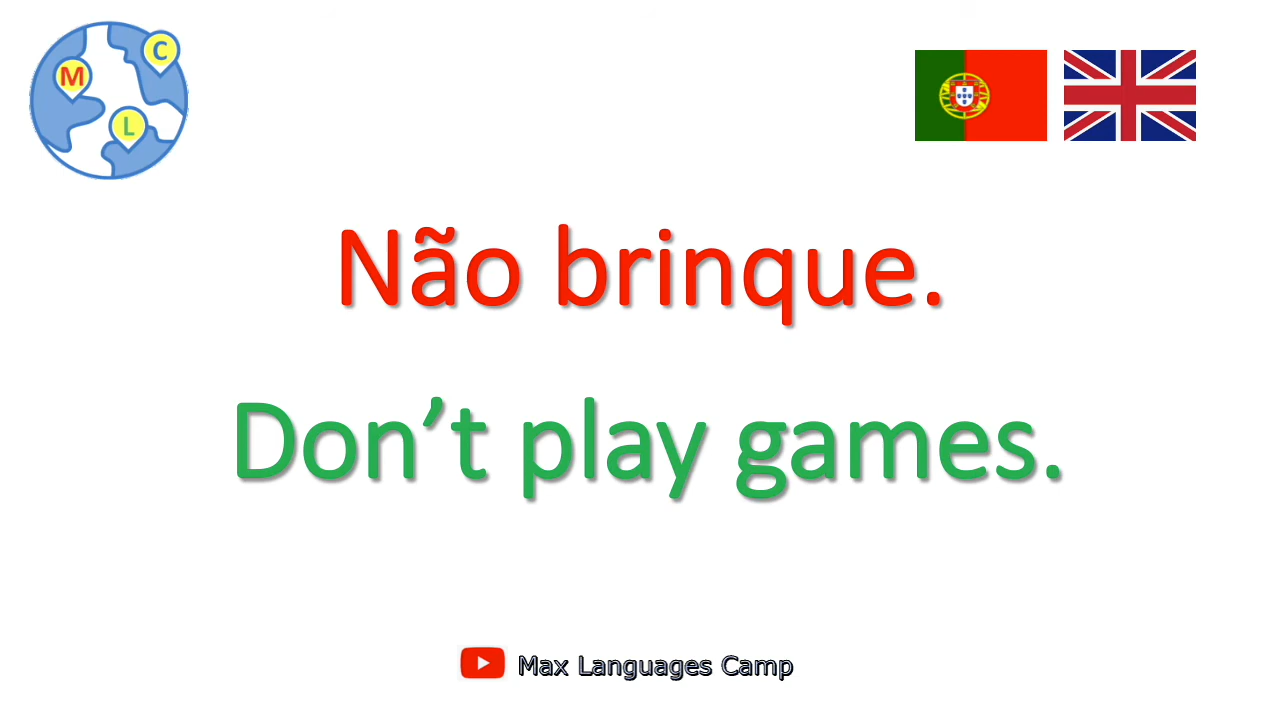 M
C
L
Não brinque.
Don’t play games.
Max Languages Camp